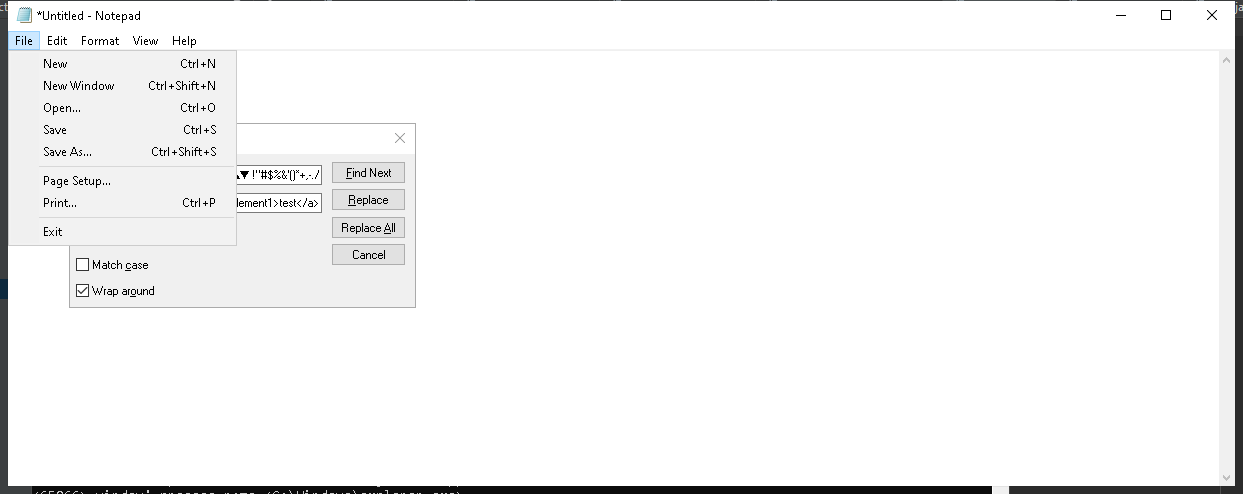 *Untitled - Notepad
File Edit Format View Help
New Ctrl+N
New Window Ctrl+Shift+N
Open... Ctrl+O
Save Ctrl+S
Save As... Ctrl+Shift+S
Page Setup...
Print... Ctrl+P
Exit
▲▼ !"#$%&'()*+,-./
Find Next
lement1>test</a>
Replace
Replace All
Cancel
Match case
Wrap around